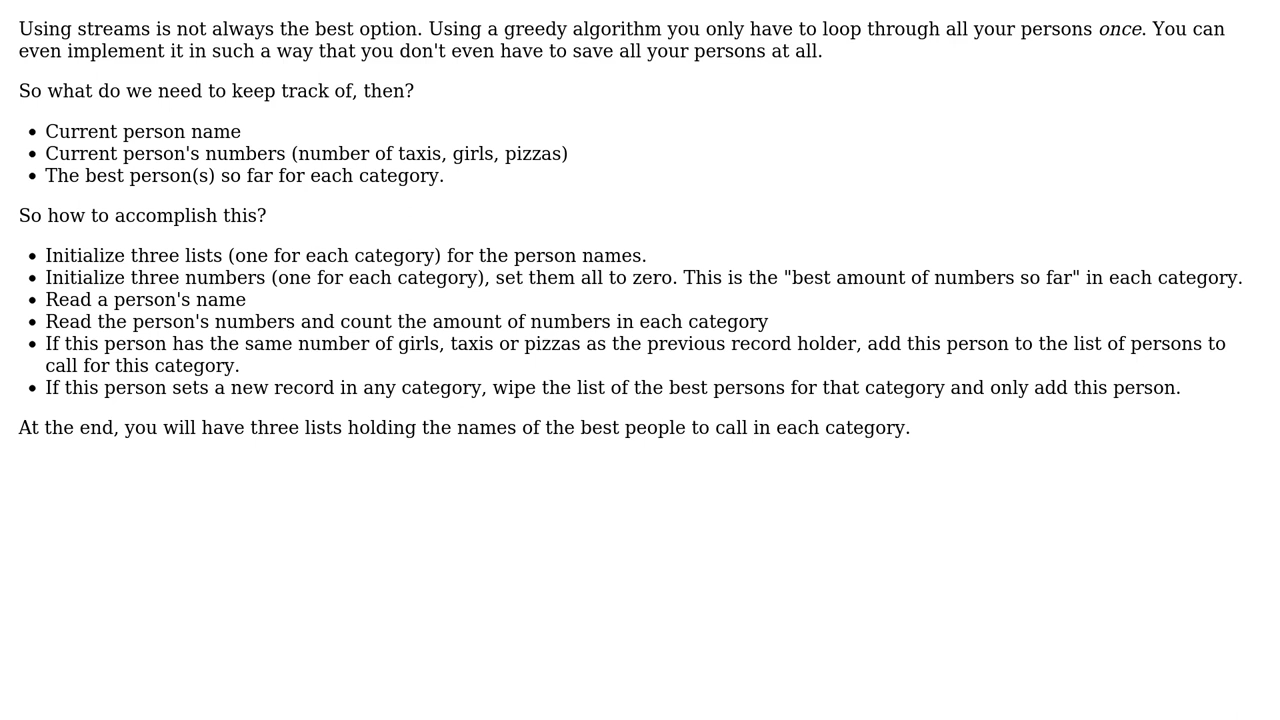 Using streams is not always the best option. Using a greedy algorithm you only have to loop through all your persons once. You can
even implement it in such a way that you don't even have to save all your persons at all.
So what do we need to keep track of, then?
• Current person name
• Current person's numbers (number of taxis, girls, pizzas)
• The best person(s) so far for each category.
So how to accomplish this?
• Initialize three lists (one for each category) for the person names.
• Initialize three numbers (one for each category), set them all to zero. This is the "best amount of numbers so far" in each category.
• Read a person's name
• Read the person's numbers and count the amount of numbers in each category
• If this person has the same number of girls, taxis or pizzas as the previous record holder, add this person to the list of persons to
call for this category.
• If this person sets a new record in any category, wipe the list of the best persons for that category and only add this person.
At the end, you will have three lists holding the names of the best people to call in each category.